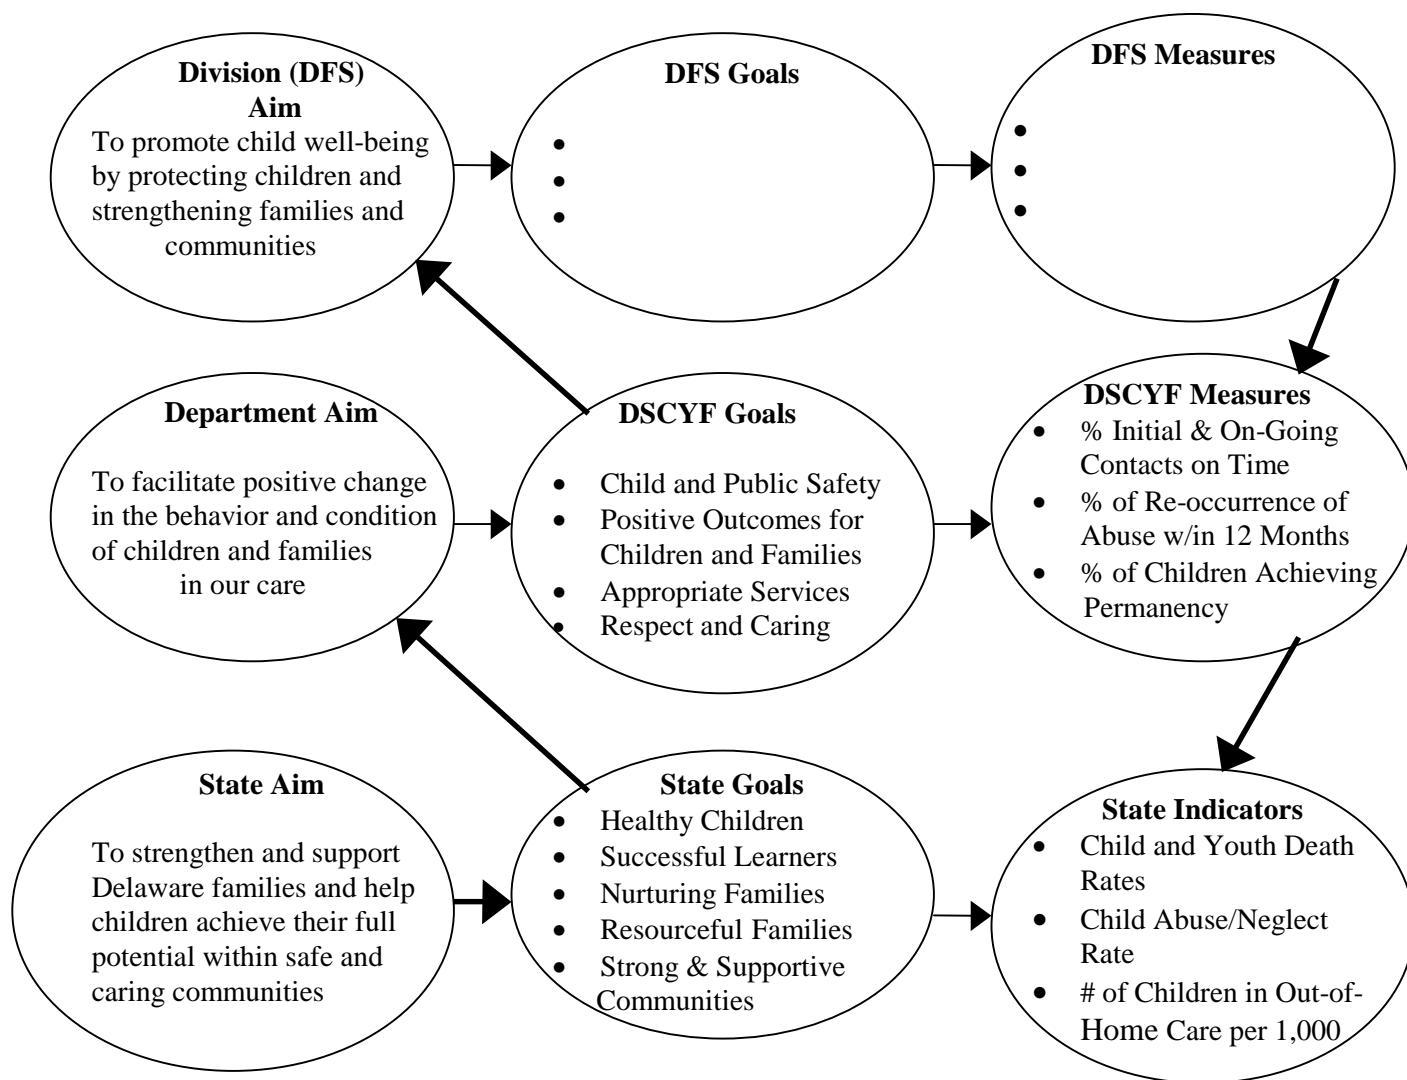 Division (DFS)
Aim
To promote child well-being
by protecting children and
strengthening families and
communities
DFS Goals
•
•
•
DFS Measures
•
•
•
Department Aim
To facilitate positive change
in the behavior and condition
of children and families
in our care
DSCYF Goals
• Child and Public Safety
• Positive Outcomes for
Children and Families
• Appropriate Services
• Respect and Caring
DSCYF Measures
• % Initial & On-Going
Contacts on Time
• % of Re-occurrence of
Abuse w/in 12 Months
• % of Children Achieving
Permanency
State Aim
To strengthen and support
Delaware families and help
children achieve their full
potential within safe and
caring communities
State Goals
• Healthy Children
• Successful Learners
• Nurturing Families
• Resourceful Families
• Strong & Supportive
Communities
State Indicators
• Child and Youth Death
Rates
• Child Abuse/Neglect
Rate
• # of Children in Out-of-
Home Care per 1,000